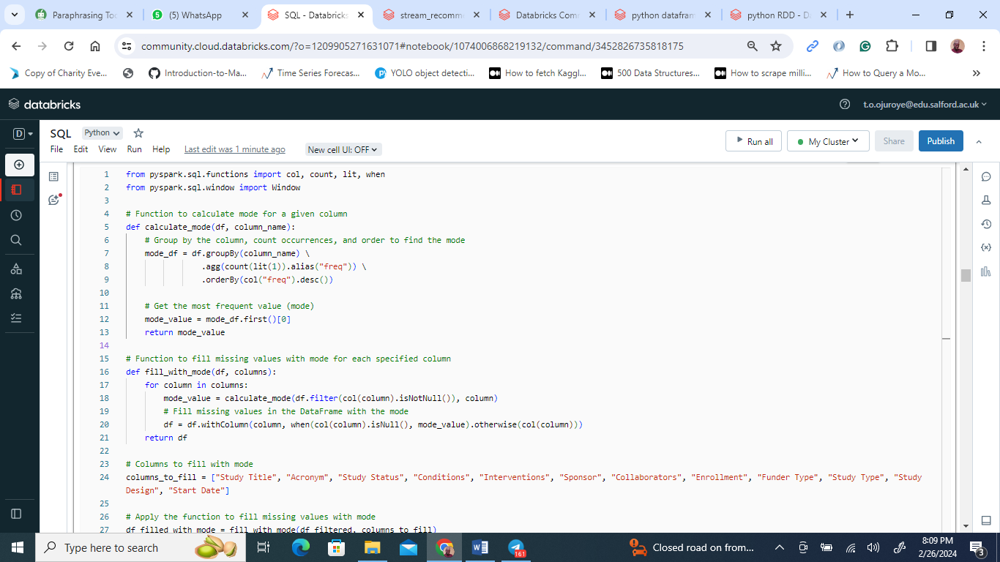 Paraphrasing Too
(5) WhatsApp
SQL - Databricks
stream_recomm
Databricks Com
python datafram
python RDD - D
community.cloud.databricks.com/?o=1209905271631071#notebook/1074006868219132/command/3452826735818175
Copy of Charity Eve...
Introduction-to-Ma...
Time Series Forecas...
YOLO object detecti...
How to fetch Kaggl...
500 Data Structures...
How to scrape milli...
How to Query a Mo...
databricks
t.o.ojuroye@edu.salford.ac.uk
D
SQL
Python
File Edit View Run Help
Last edit was 1 minute ago
New cell UI: OFF
Run all
My Cluster
Share
Publish
1 from pyspark.sql.functions import col, count, lit, when
2 from pyspark.sql.window import Window
3
4 # Function to calculate mode for a given column
5 def calculate_mode(df, column_name):
6 # Group by the column, count occurrences, and order to find the mode
7 mode_df = df.groupBy(column_name) \
8 .agg(count(lit(1)).alias("freq")) \
9 .orderBy(col("freq").desc())
10
11 # Get the most frequent value (mode)
12 mode_value = mode_df.first()[0]
13 return mode_value
14
15 # Function to fill missing values with mode for each specified column
16 def fill_with_mode(df, columns):
17 for column in columns:
18 mode_value = calculate_mode(df.filter(col(column).isNotNull()), column)
19 # Fill missing values in the DataFrame with the mode
20 df = df.withColumn(column, when(col(column).isNull(), mode_value).otherwise(col(column)))
21 return df
22
23 # Columns to fill with mode
24 columns_to_fill = ["Study Title", "Acronym", "Study Status", "Conditions", "Interventions", "Sponsor", "Collaborators", "Enrollment", "Funder Type", "Study Type", "Study
Design", "Start Date"]
25
26 # Apply the function to fill missing values with mode
27 df_filled_with_mode = fill_with_mode(df_filtered, columns_to_fill)
Type here to search
W
161
Closed road on from...
8:09 PM
2/26/2024
3